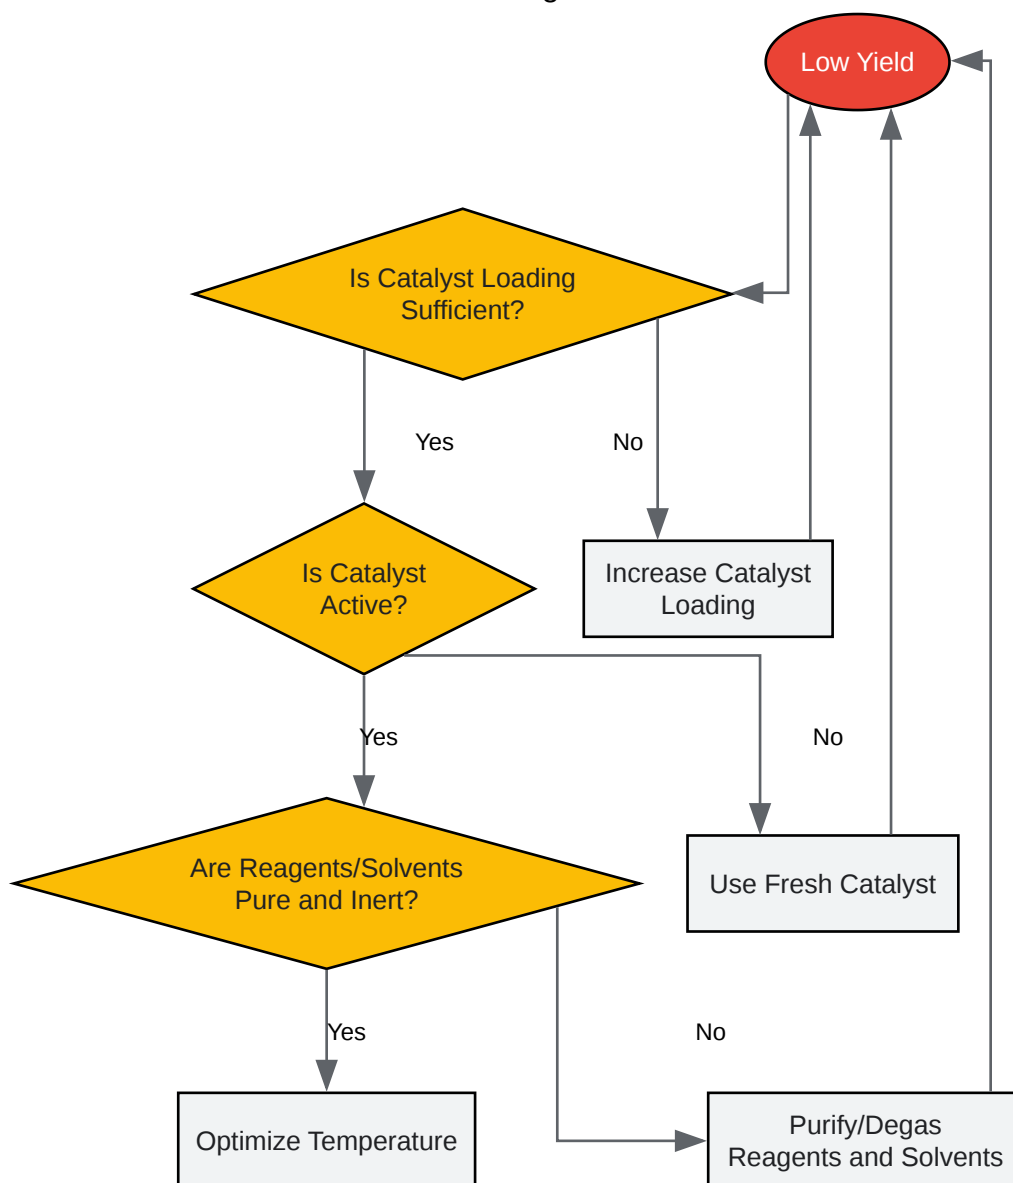 Low Yield
Is Catalyst Loading
Sufficient?
Yes
No
Is Catalyst
Active?
Increase Catalyst
Loading
Yes
No
Are Reagents/Solvents
Pure and Inert?
Use Fresh Catalyst
Yes
No
Optimize Temperature
Purify/Degas
Reagents and Solvents